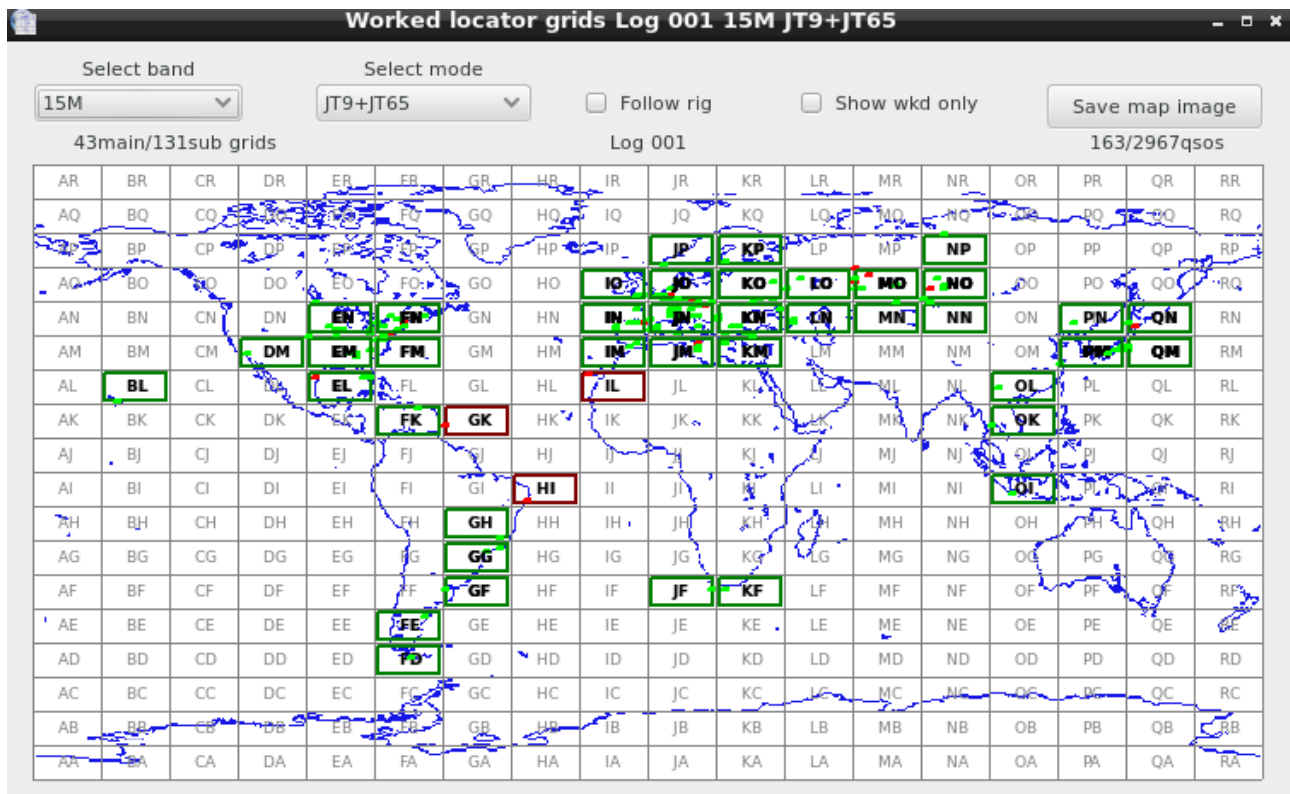 Worked locator grids Log 001 15M JT9+JT65
Select band Select mode
15M JT9+JT65 Follow rig Show wkd only Save map image
43main/131sub grids Log 001 163/2967qsos
AR BR CR DR ER FR GR HR IR JR KR LR MR NR OR PR QR RR
AQ BQ CQ DQ EQ FQ GQ HQ IQ JQ KQ LQ MQ NQ OQ PQ QQ RQ
AP BP CP DP EP FP GP HP IP JP KP LP MP NP OP PP QP RP
AO BO CO DO EO FO GO HO IO JO KO LO MO NO OO PO QO RO
AN BN CN DN EN FN GN HN IN JN KN LN MN NN ON PN QN RN
AM BM CM DM EM FM GM HM IM JM KM LM MM NM OM PM QM RM
AL BL CL DL EL FL GL HL IL JL KL LL ML NL OL PL QL RL
AK BK CK DK EK FK GK HK IK JK KK LK MK NK OK PK QK RK
AJ BJ CJ DJ EJ FJ GJ HJ IJ JJ KJ LJ MJ NJ OJ PJ QJ RJ
AI BI CI DI EI FI GI HI II JI KI LI MI NI OI PI QI RI
AH BH CH DH EH FH GH HH IH JH KH LH MH NH OH PH QH RH
AG BG CG DG EG FG GG HG IG JG KG LG MG NG OG PG QG RG
AF BF CF DF EF FF GF HF IF JF KF LF MF NF OF PF QF RF
AE BE CE DE EE FE GE HE IE JE KE LE ME NE OE PE QE RE
AD BD CD DD ED FD GD HD ID JD KD LD MD ND OD PD QD RD
AC BC CC DC EC FC GC HC IC JC KC LC MC NC OC PC QC RC
AB BB CB DB EB FB GB HB IB JB KB LB MB NB OB PB QB RB
AA BA CA DA EA FA GA HA IA JA KA LA MA NA OA PA QA RA